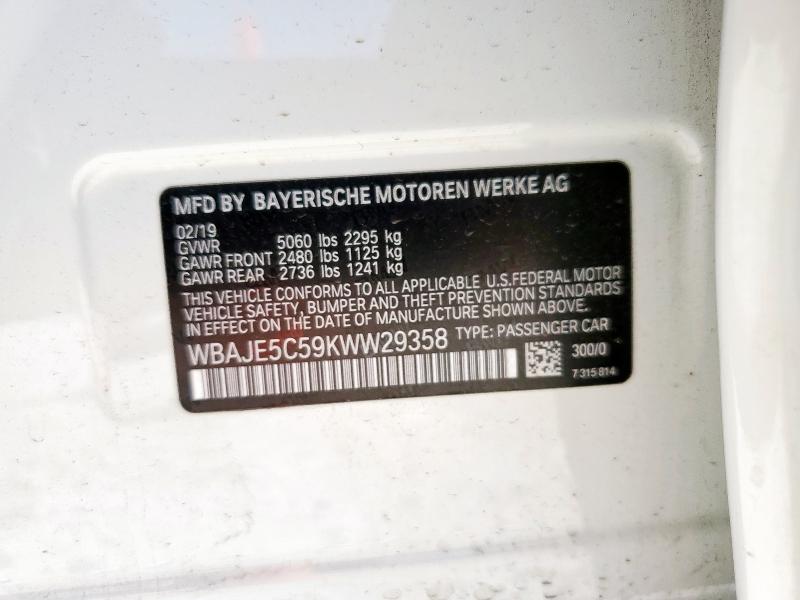 MFD BY BAYERISCHE MOTOREN WERKE AG
02/19
GVWR 5060 lbs 2295 kg
GAWR FRONT 2480 lbs 1125 kg
GAWR REAR 2736 lbs 1241 kg
THIS VEHICLE CONFORMS TO ALL APPLICABLE U.S.FEDERAL MOTOR
VEHICLE SAFETY, BUMPER AND THEFT PREVENTION STANDARDS
IN EFFECT ON THE DATE OF MANUFACTURE SHOWN ABOVE.
WBAJE5C59KWW29358 TYPE: PASSENGER CAR
300/0
7 315 814